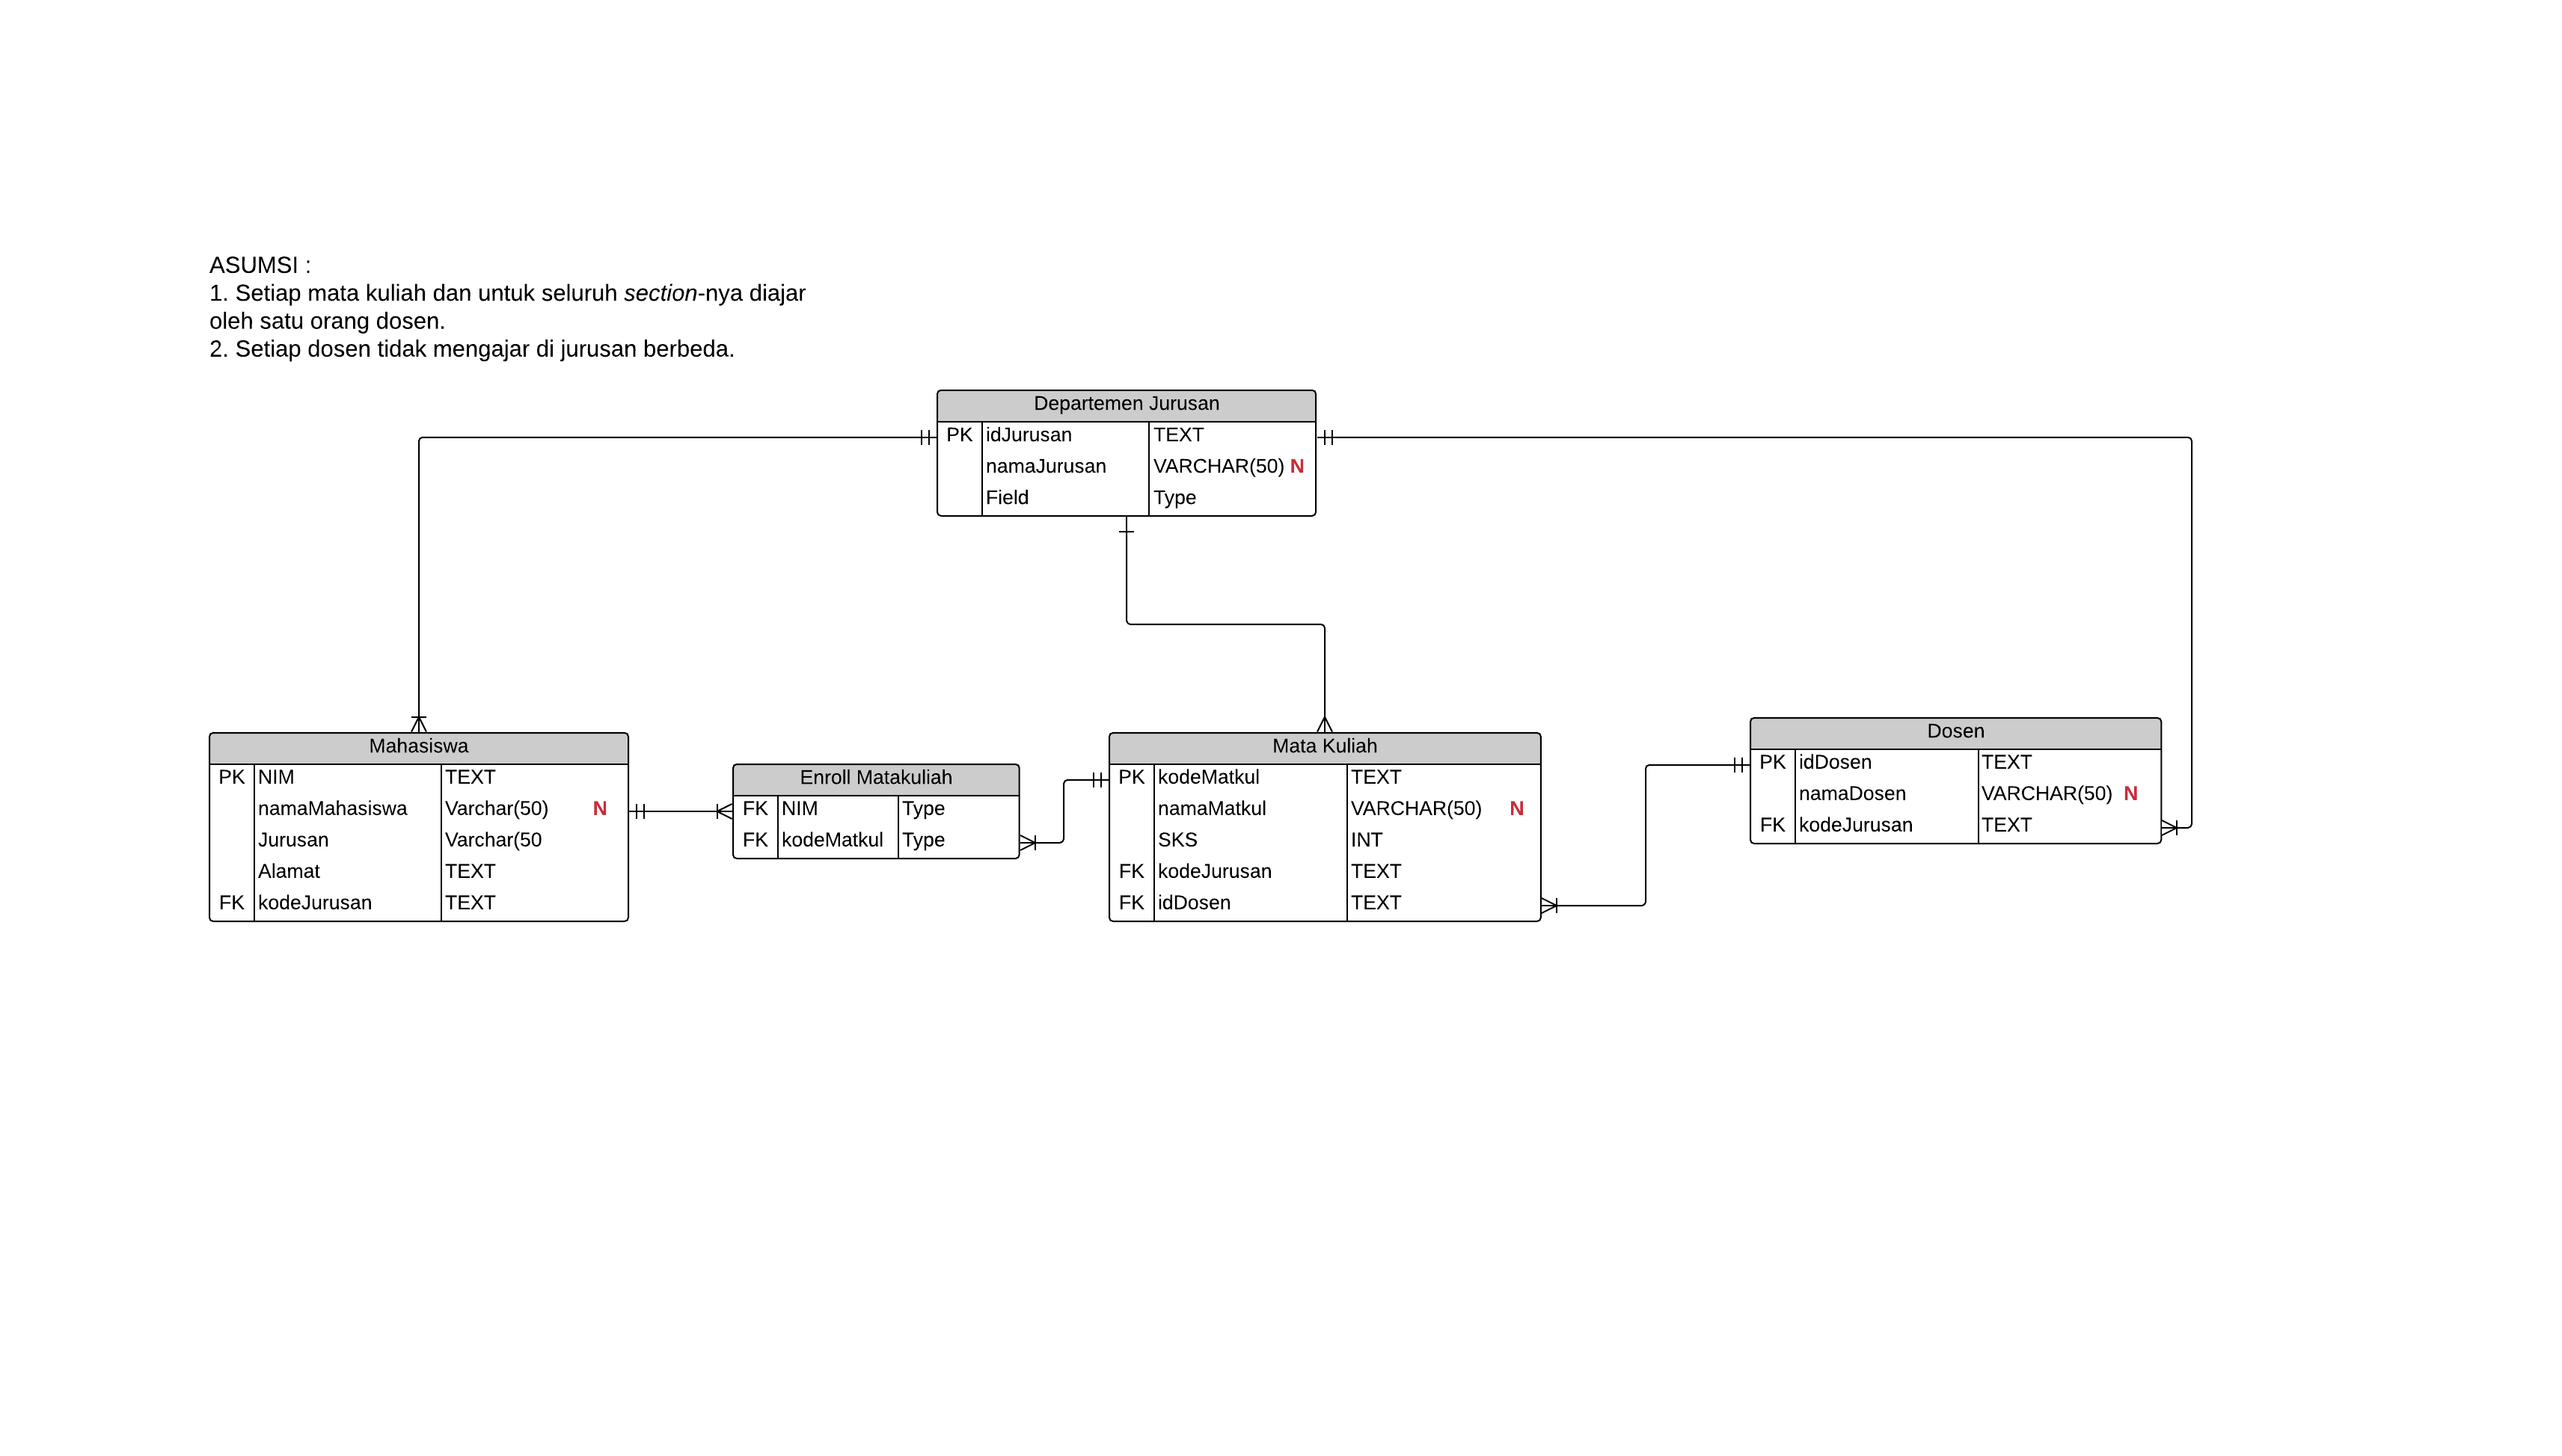 ASUMSI :
1. Setiap mata kuliah dan untuk seluruh section-nya diajar
oleh satu orang dosen.
2. Setiap dosen tidak mengajar di jurusan berbeda.
Departemen Jurusan
PK idJurusan TEXT
namaJurusan VARCHAR(50) N
Field Type
Mahasiswa
PK NIM TEXT
namaMahasiswa Varchar(50) N
Jurusan Varchar(50
Alamat TEXT
FK kodeJurusan TEXT
Enroll Matakuliah
FK NIM Type
FK kodeMatkul Type
Mata Kuliah
PK kodeMatkul TEXT
namaMatkul VARCHAR(50) N
SKS INT
FK kodeJurusan TEXT
FK idDosen TEXT
Dosen
PK idDosen TEXT
namaDosen VARCHAR(50) N
FK kodeJurusan TEXT